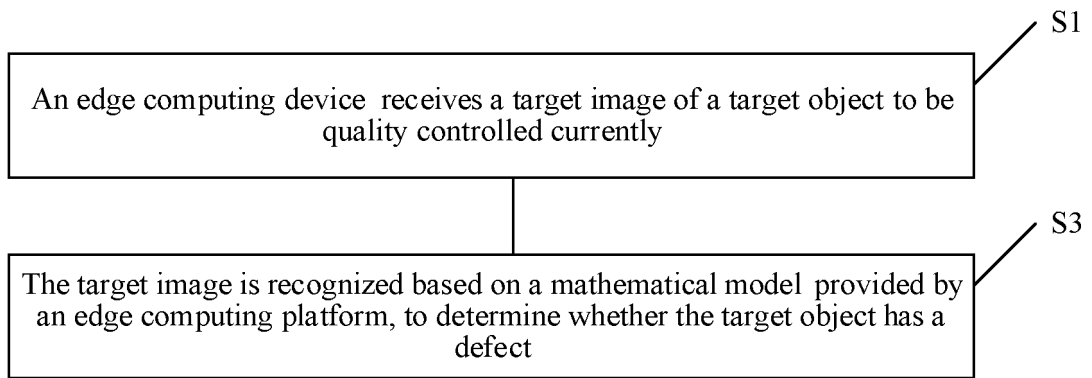 S1
An edge computing device receives a target image of a target object to be
quality controlled currently
S3
The target image is recognized based on a mathematical model provided by
an edge computing platform, to determine whether the target object has a
defect